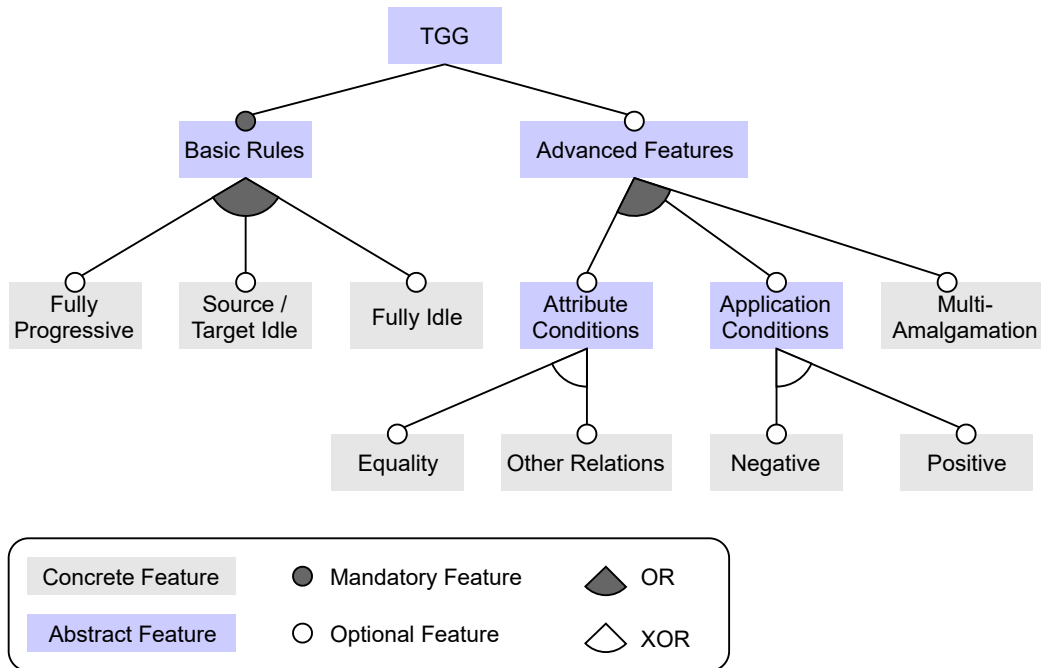 TGG
Basic Rules
Advanced Features
Fully
Progressive
Source /
Target Idle
Fully Idle
Attribute
Conditions
Application
Conditions
Multi-
Amalgamation
Equality
Other Relations
Negative
Positive
Concrete Feature
Mandatory Feature
OR
Abstract Feature
Optional Feature
XOR